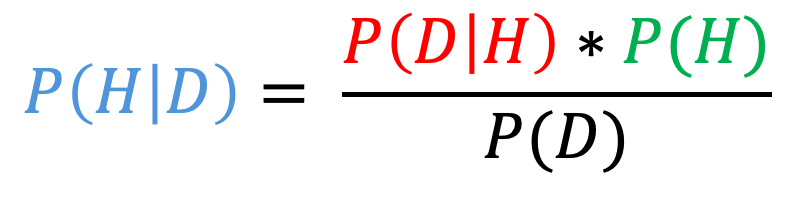 P(H|D) = P(D|H) * P(H)
P(D)